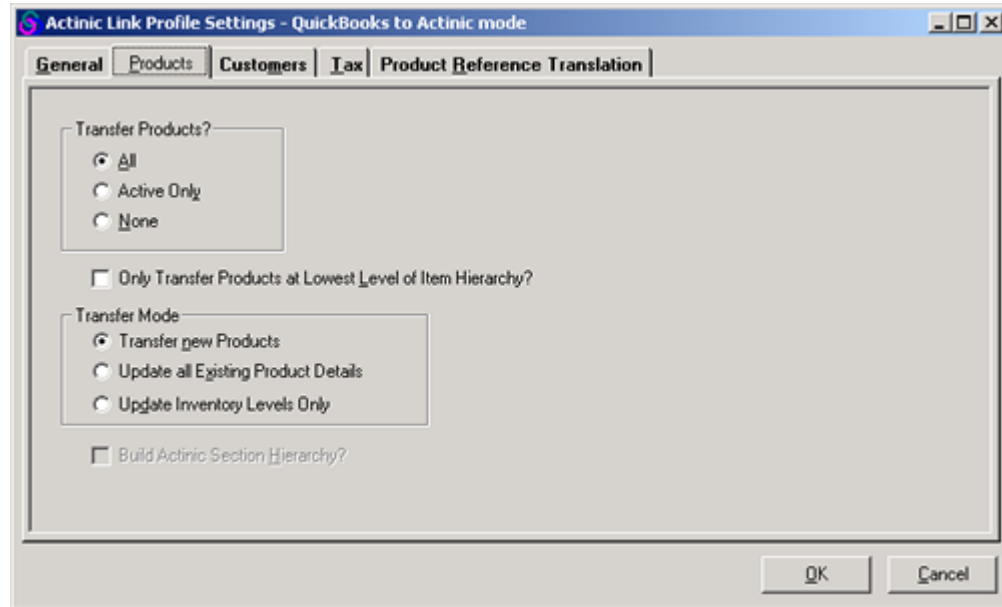 Actinic Link Profile Settings - QuickBooks to Actinic mode
General Products Customers Tax Product Reference Translation
Transfer Products?
All
Active Only
None
Only Transfer Products at Lowest Level of Item Hierarchy?
Transfer Mode
Transfer new Products
Update all Existing Product Details
Update Inventory Levels Only
Build Actinic Section Hierarchy?
OK Cancel